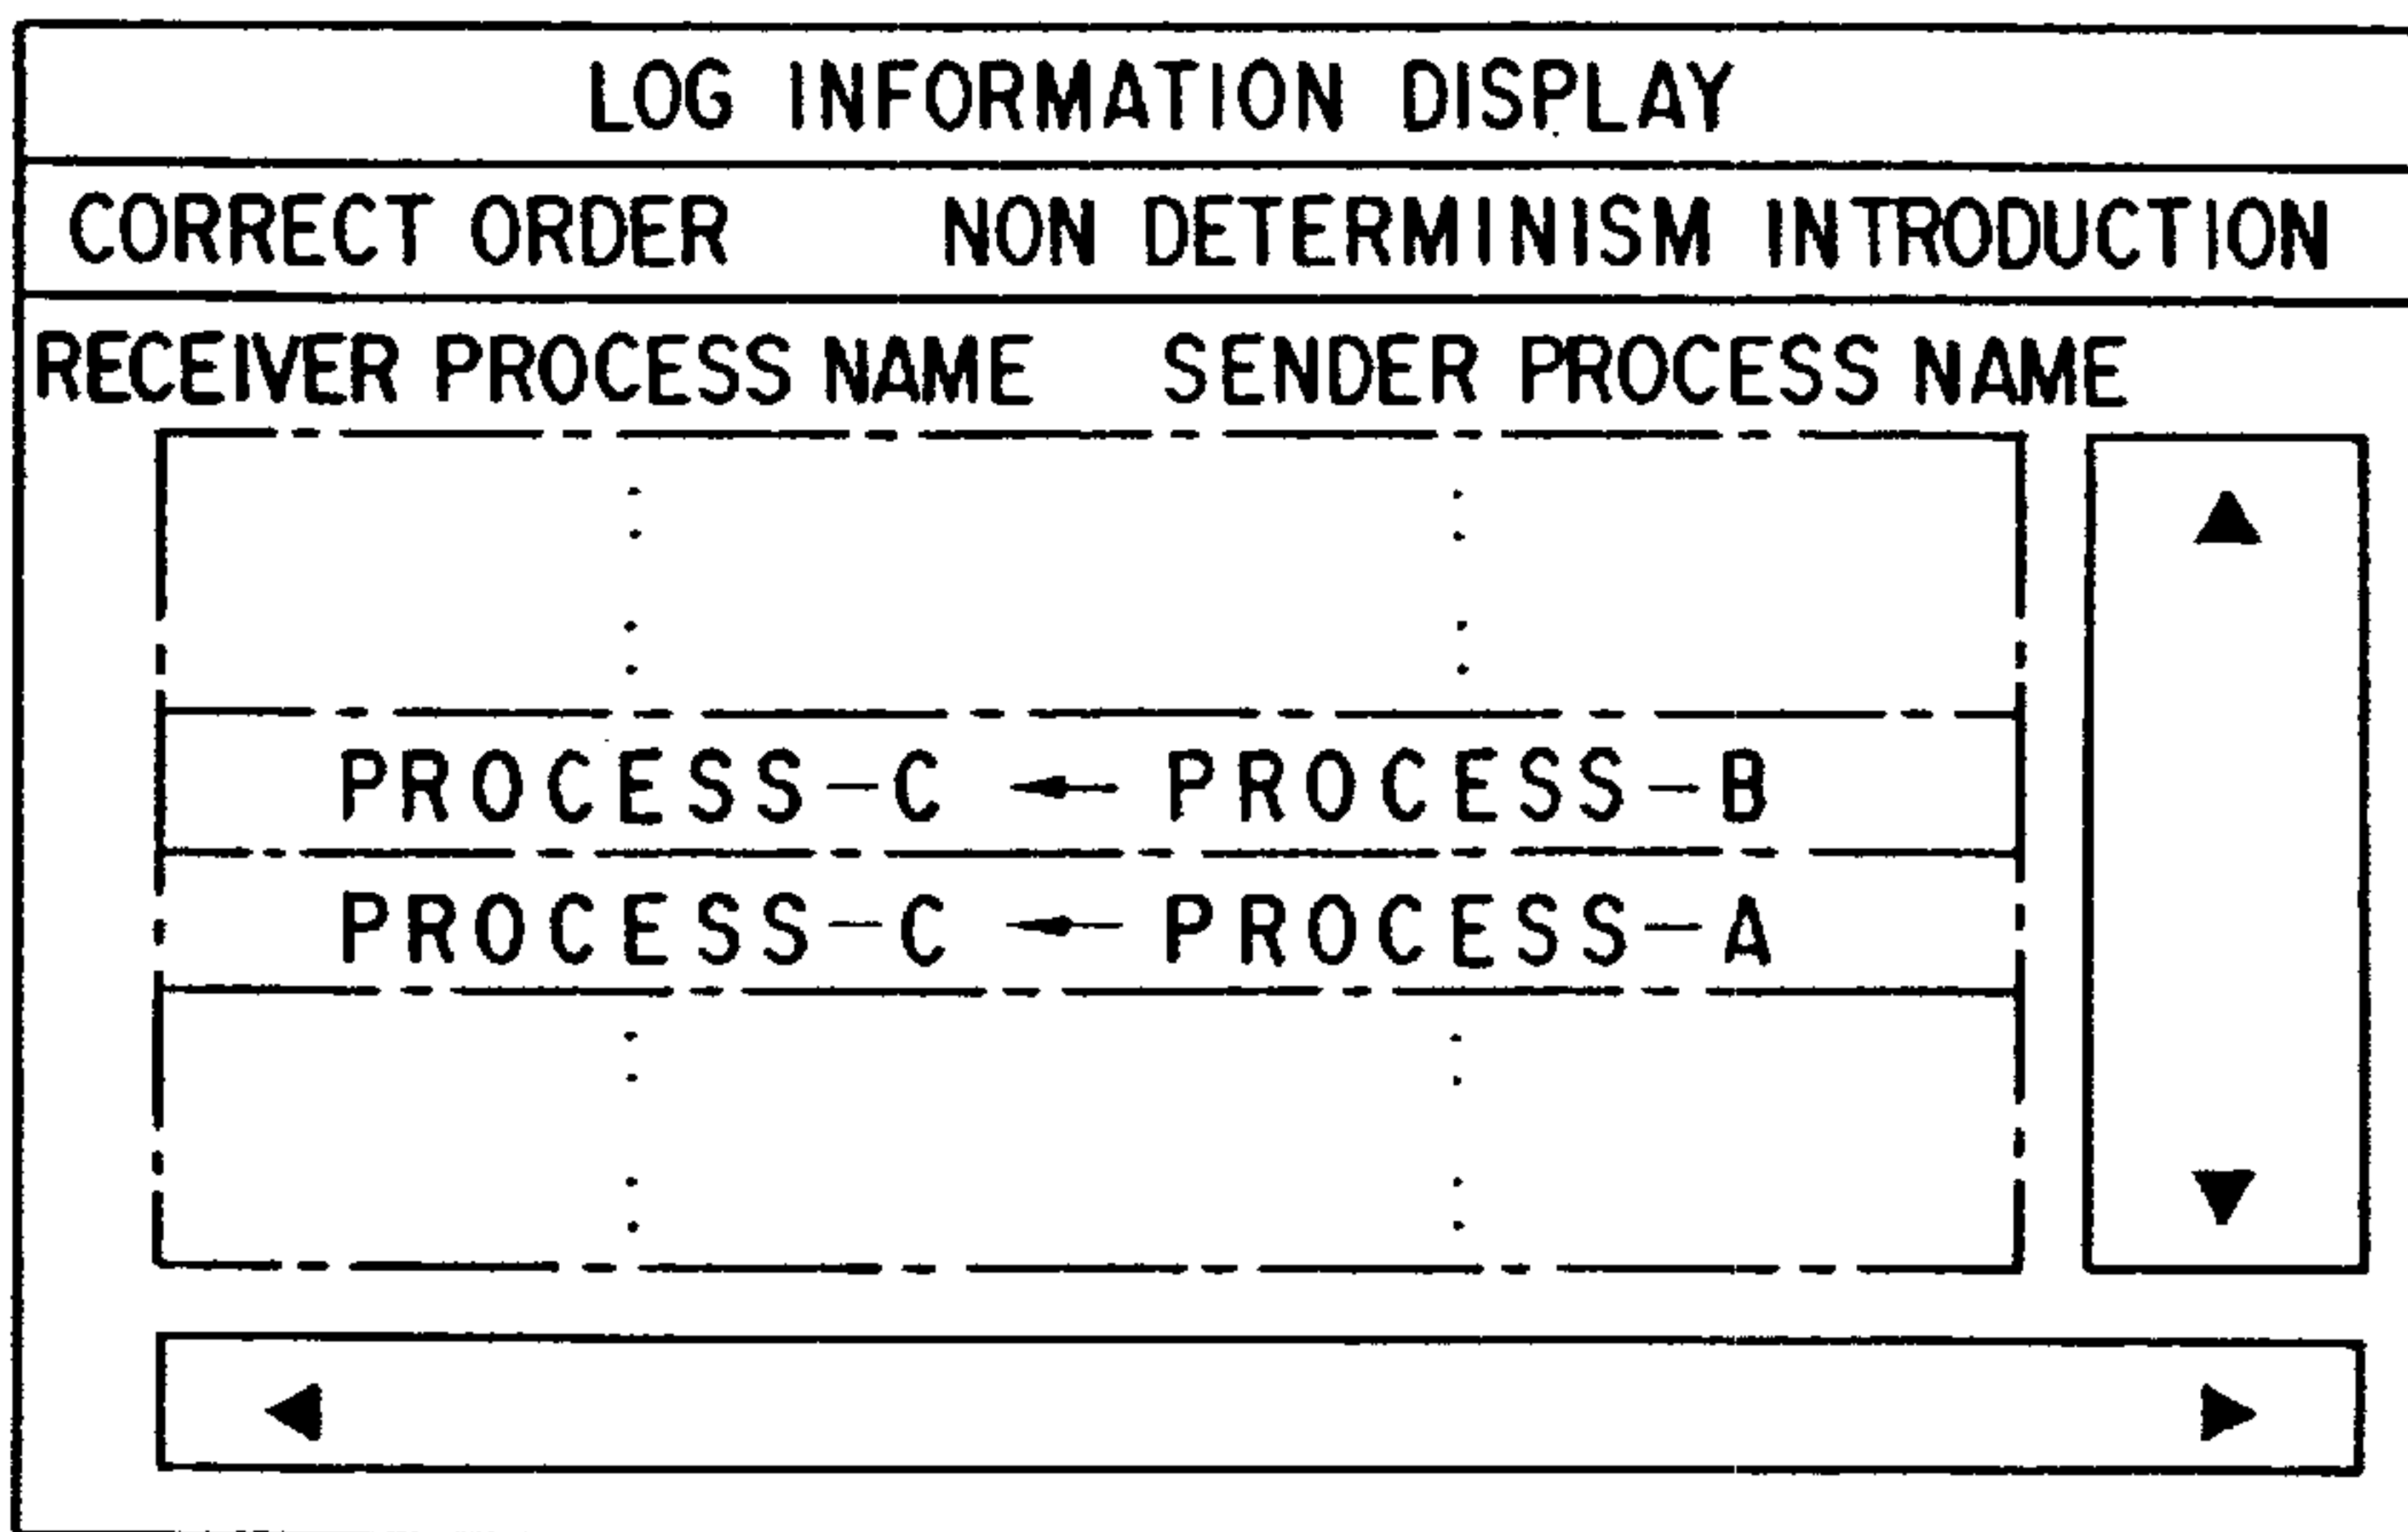 LOG INFORMATION DISPLAY
CORRECT ORDER NON DETERMINISM INTRODUCTION
RECEIVER PROCESS NAME SENDER PROCESS NAME
PROCESS-C ← PROCESS-B
PROCESS-C ← PROCESS-A